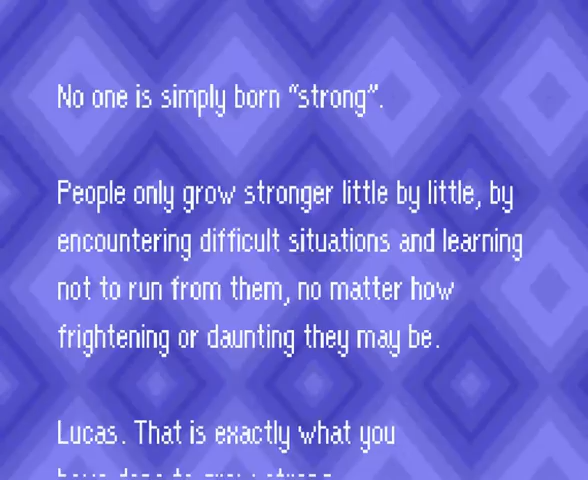 No one is simply born “strong”.
People only grow stronger little by little, by
encountering difficult situations and learning
not to run from them, no matter how
frightening or daunting they may be.
Lucas. That is exactly what you